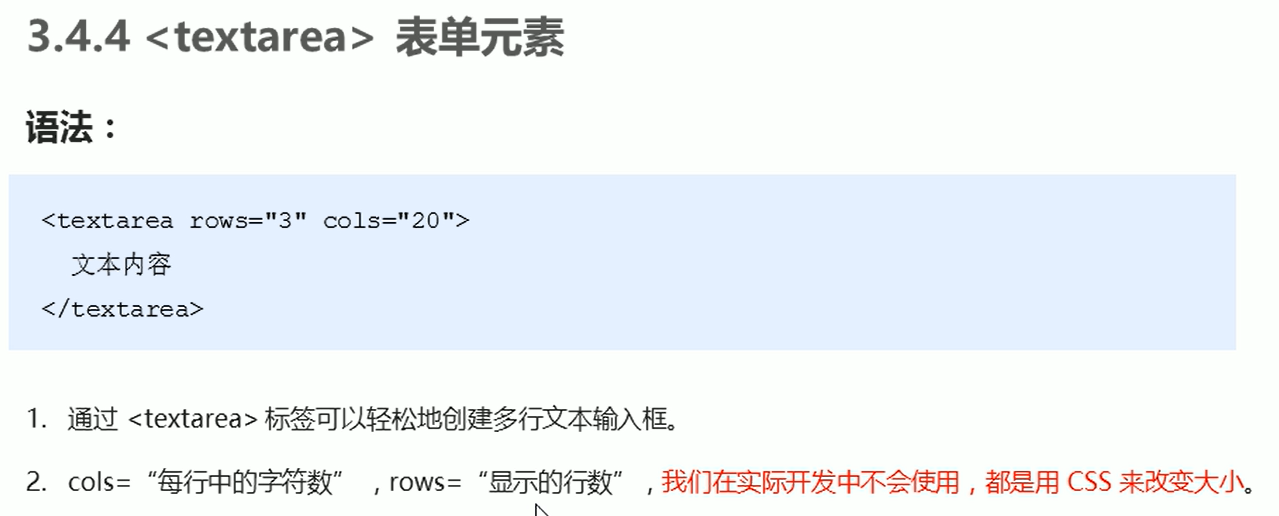 3.4.4 <textarea> 表单元素
语法：
<textarea rows="3" cols="20">
文本内容
</textarea>
1. 通过 <textarea> 标签可以轻松地创建多行文本输入框。
2. cols=“每行中的字符数” ，rows=“显示的行数”，我们在实际开发中不会使用，都是用 CSS 来改变大小。